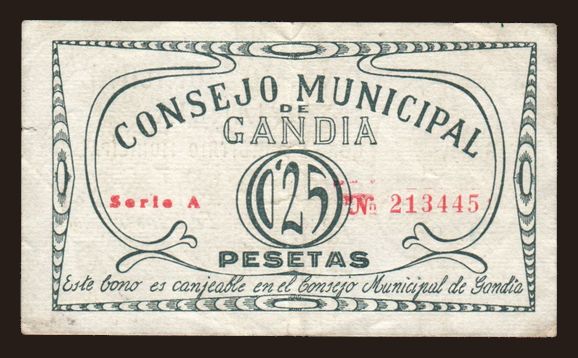 CONSEJO MUNICIPAL
DE
GANDIA
Serie A
0'25
Nº 213445
PESETAS
Este bono es canjeable en el Consejo Municipal de Gandia